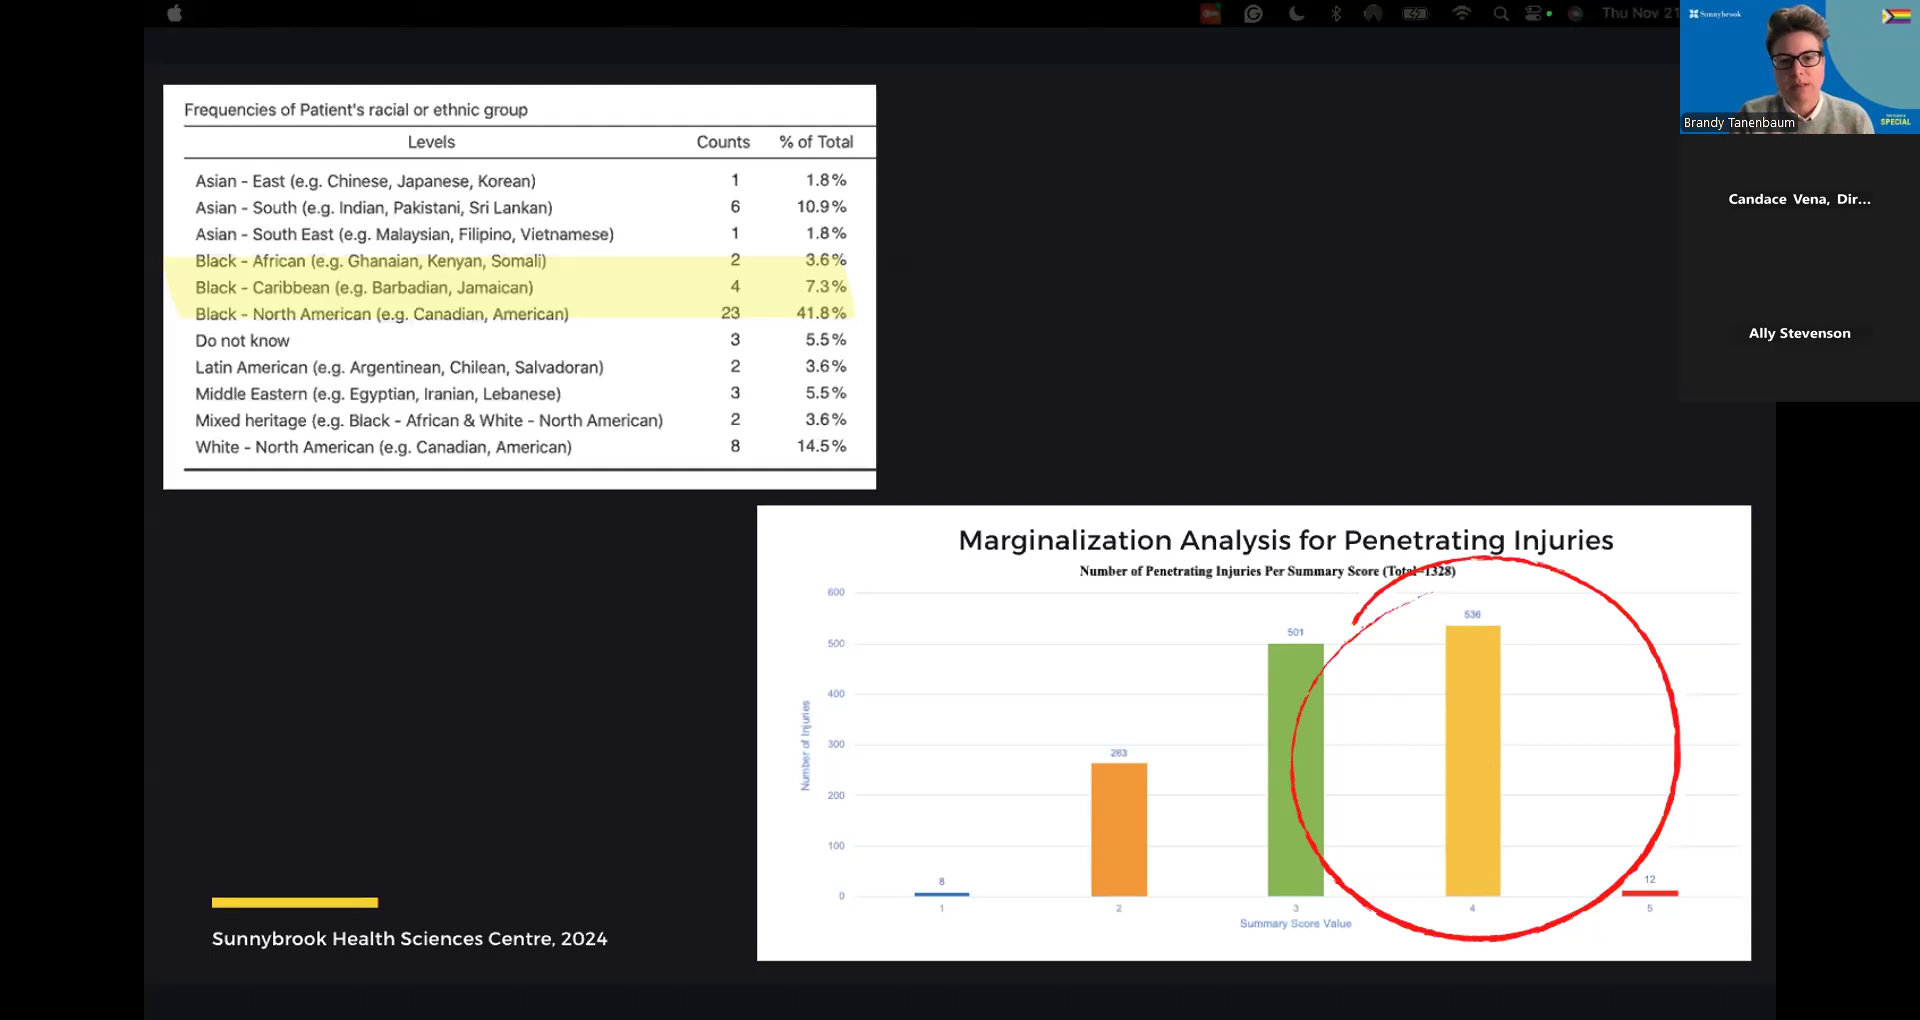 Thu Nov 21
Sunnybrook
SPECIAL
Brandy Tanenbaum
Candace Vena, Dir...
Ally Stevenson
Frequencies of Patient's racial or ethnic group
Levels Counts % of Total
Asian - East (e.g. Chinese, Japanese, Korean) 1 1.8%
Asian - South (e.g. Indian, Pakistani, Sri Lankan) 6 10.9%
Asian - South East (e.g. Malaysian, Filipino, Vietnamese) 1 1.8%
Black - African (e.g. Ghanaian, Kenyan, Somali) 2 3.6%
Black - Caribbean (e.g. Barbadian, Jamaican) 4 7.3%
Black - North American (e.g. Canadian, American) 23 41.8%
Do not know 3 5.5%
Latin American (e.g. Argentinean, Chilean, Salvadoran) 2 3.6%
Middle Eastern (e.g. Egyptian, Iranian, Lebanese) 3 5.5%
Mixed heritage (e.g. Black - African & White - North American) 2 3.6%
White - North American (e.g. Canadian, American) 8 14.5%
Marginalization Analysis for Penetrating Injuries
Number of Penetrating Injuries Per Summary Score (Total=1328)
600
500
400
300
200
100
0
Number of Injuries
8
263
501
536
12
1 2 3 4 5
Summary Score Value
Sunnybrook Health Sciences Centre, 2024